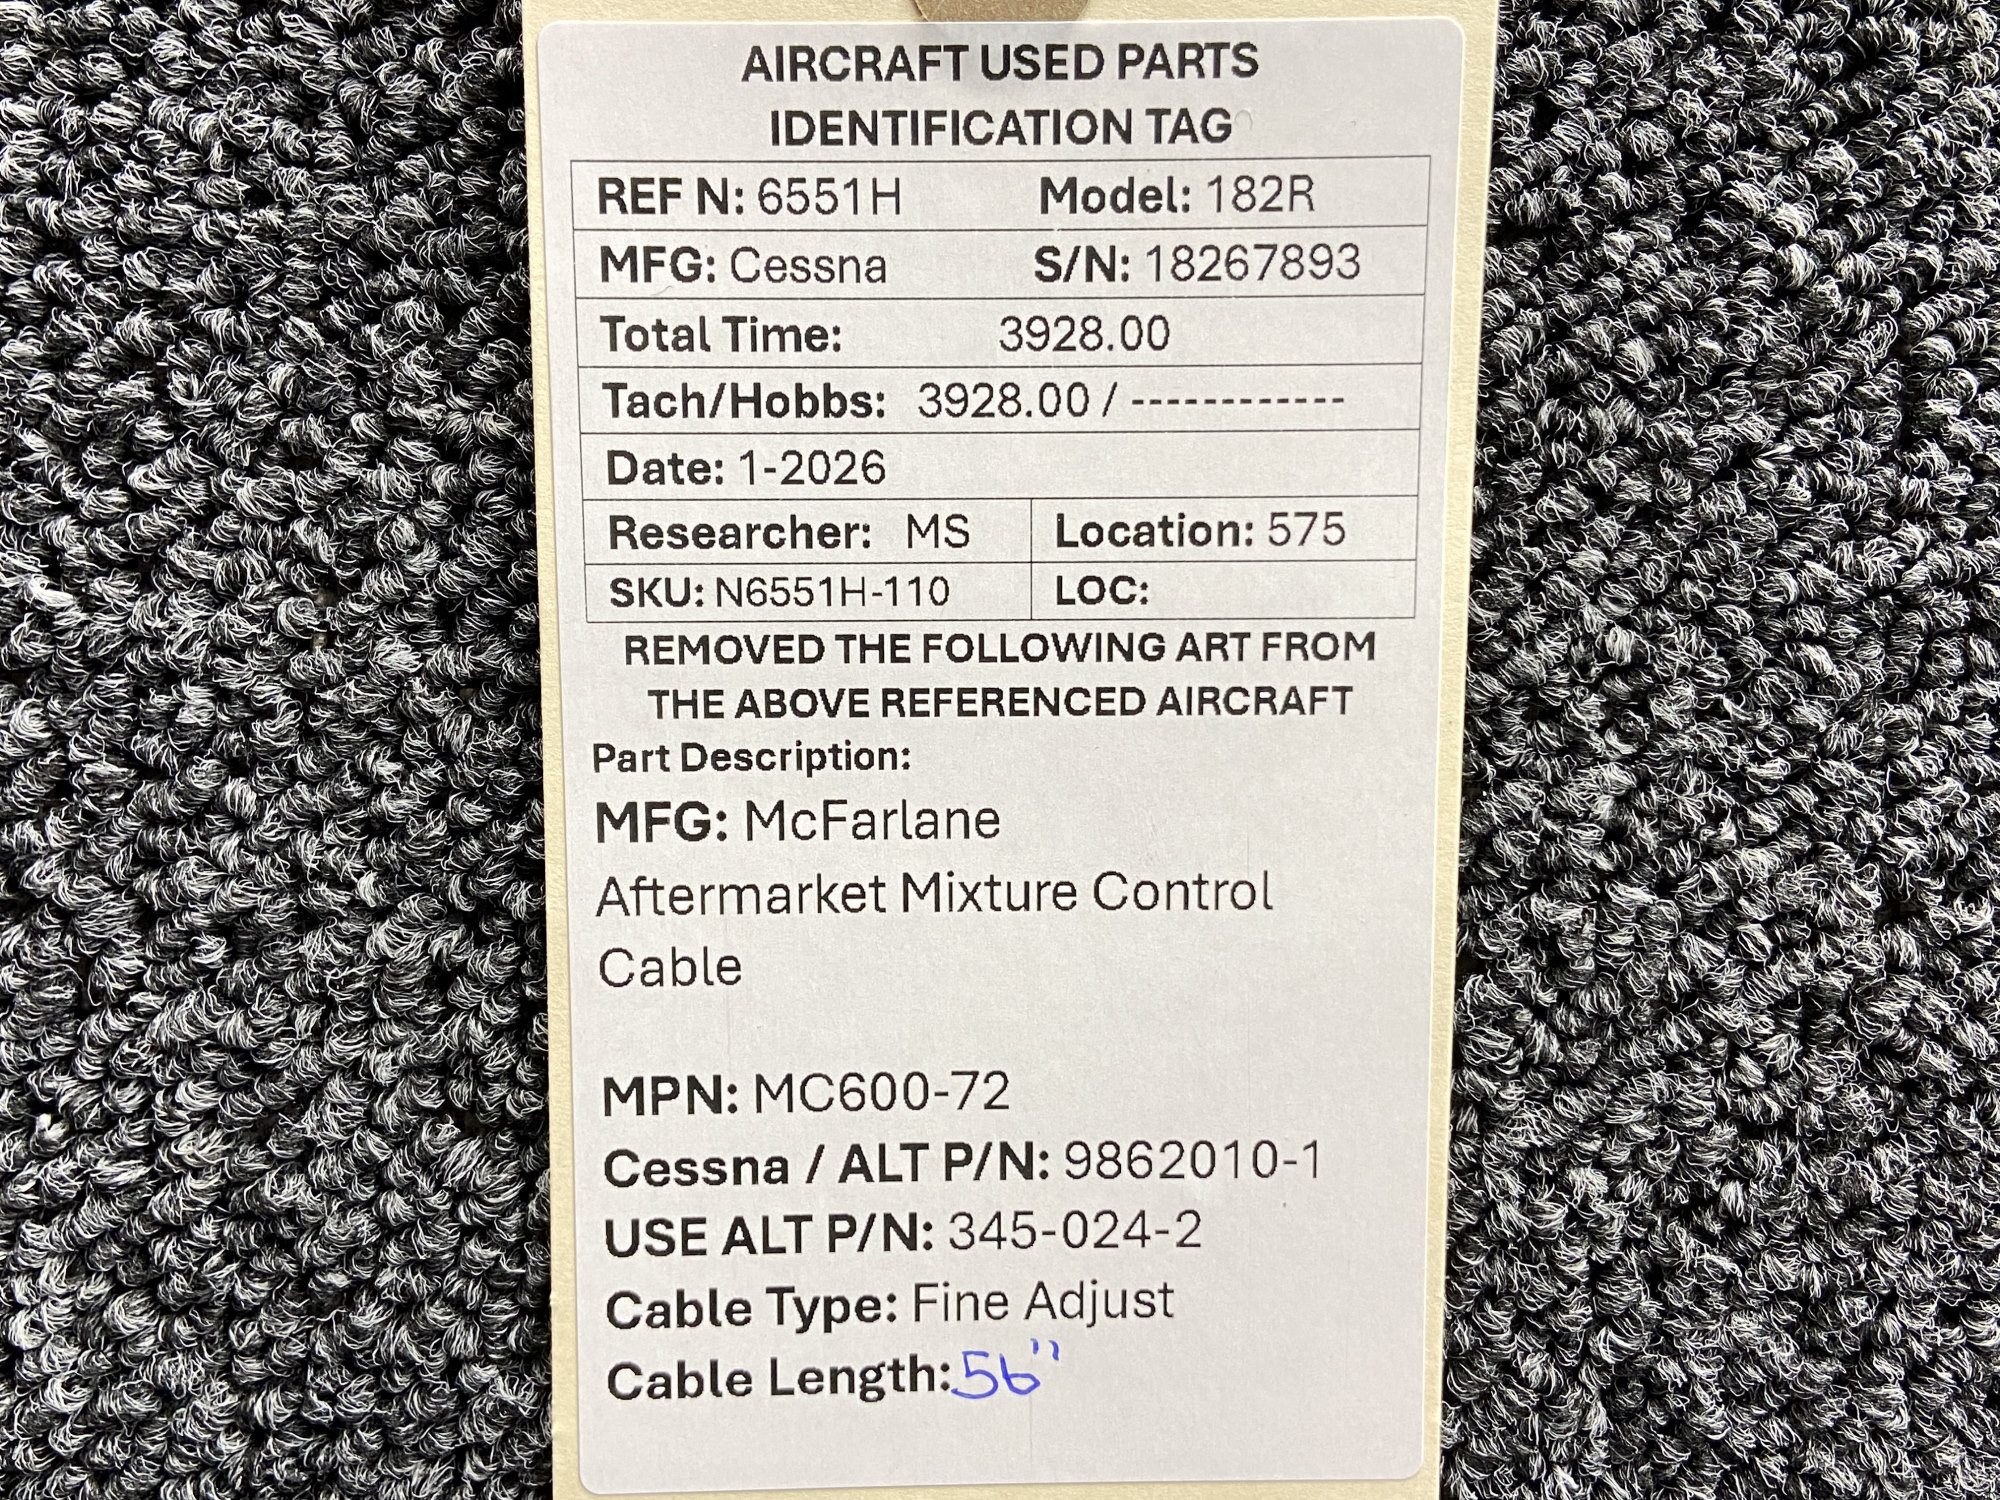 AIRCRAFT USED PARTS
IDENTIFICATION TAG
REF N: 6551H Model: 182R
MFG: Cessna S/N: 18267893
Total Time: 3928.00
Tach/Hobbs: 3928.00 / ------------
Date: 1-2026
Researcher: MS Location: 575
SKU: N6551H-110 LOC:
REMOVED THE FOLLOWING ART FROM
THE ABOVE REFERENCED AIRCRAFT
Part Description:
MFG: McFarlane
Aftermarket Mixture Control
Cable
MPN: MC600-72
Cessna / ALT P/N: 9862010-1
USE ALT P/N: 345-024-2
Cable Type: Fine Adjust
Cable Length: 56"